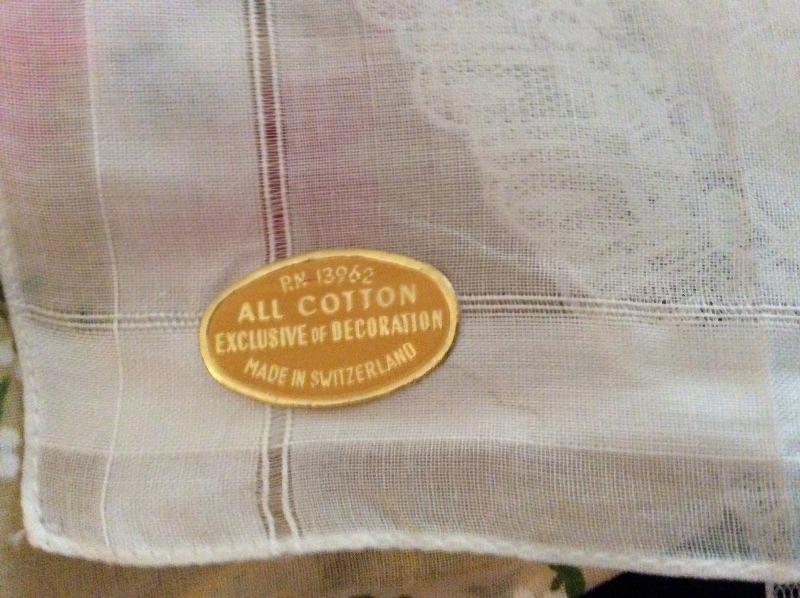 R.N. 13962
ALL COTTON
EXCLUSIVE OF DECORATION
MADE IN SWITZERLAND